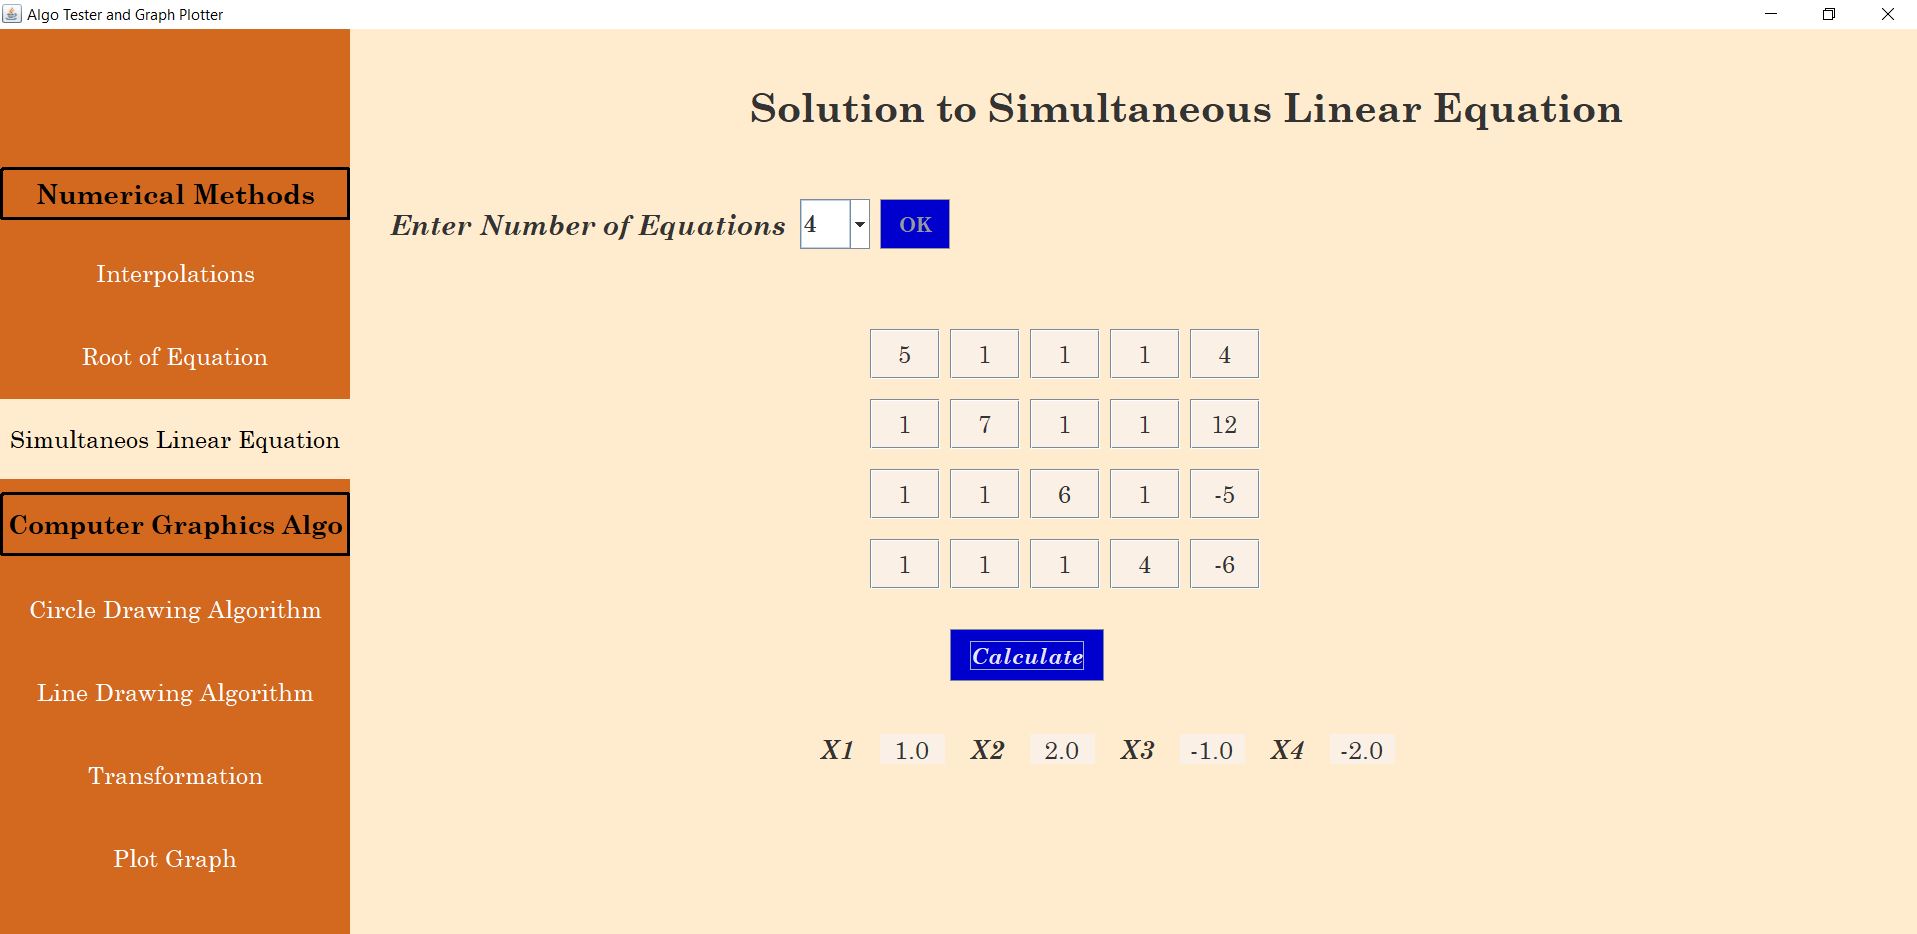 Algo Tester and Graph Plotter
Solution to Simultaneous Linear Equation
Numerical Methods
Enter Number of Equations 4 OK
Interpolations
Root of Equation
Simultaneos Linear Equation
Computer Graphics Algo
Circle Drawing Algorithm
Line Drawing Algorithm
Transformation
Plot Graph
5 1 1 1 4
1 7 1 1 12
1 1 6 1 -5
1 1 1 4 -6
Calculate
X1 1.0 X2 2.0 X3 -1.0 X4 -2.0